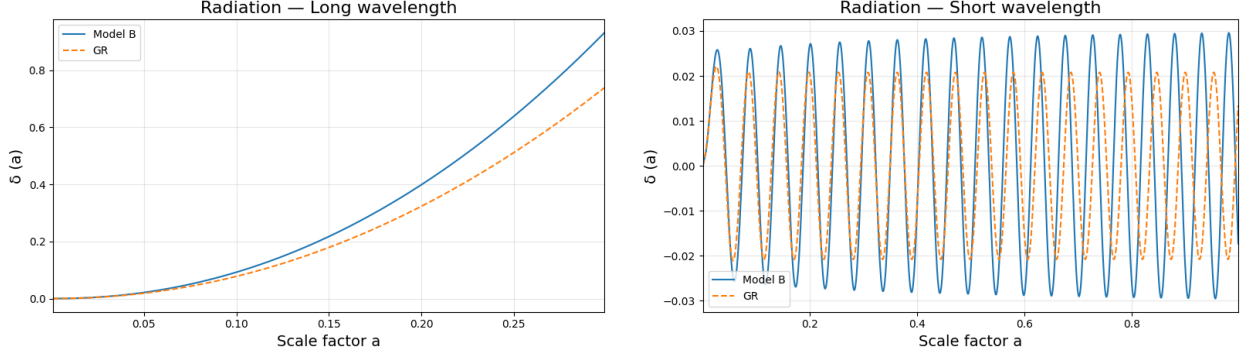 Radiation — Long wavelength
Model B
GR
δ (a)
0.8
0.6
0.4
0.2
0.0
0.05
0.10
0.15
0.20
0.25
Scale factor a
Radiation — Short wavelength
δ (a)
0.03
0.02
0.01
0.00
−0.01
−0.02
−0.03
Model B
GR
0.2
0.4
0.6
0.8
Scale factor a